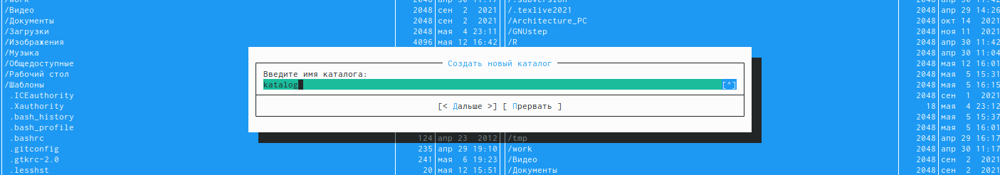 /work 2048 апр 30 11:17 /.subversion 2048 апр 30 11:42
/Видео 2048 сен 2 2021 /.texlive2021 2048 апр 29 14:26
/Документы 2048 сен 2 2021 /Architecture_PC 2048 окт 14 2021
/Загрузки 2048 мая 4 23:11 /GNUstep 2048 ноя 11 2021
/Изображения 4096 мая 12 16:42 /R 2048 апр 30 11:42
/Музыка 2048 апр 30 11:04
/Общедоступные Создать новый каталог 2048 мая 12 16:01
/Рабочий стол Введите имя каталога: 2048 мая 5 15:31
/Шаблоны katalog [^] 2048 мая 5 16:15
.ICEauthority 2048 сен 1 2021
.Xauthority [< Дальше >] [ Прервать ] 18 мая 4 23:12
.bash_history 2048 мая 5 15:37
.bash_profile 2048 мая 5 16:01
.bashrc 124 апр 23 2012 /tmp 2048 апр 29 16:17
.gitconfig 235 апр 29 19:10 /work 2048 апр 30 11:17
.gtkrc-2.0 241 мая 6 19:23 /Видео 2048 сен 2 2021
.lesshst 20 мая 12 15:51 /Документы 2048 сен 2 2021